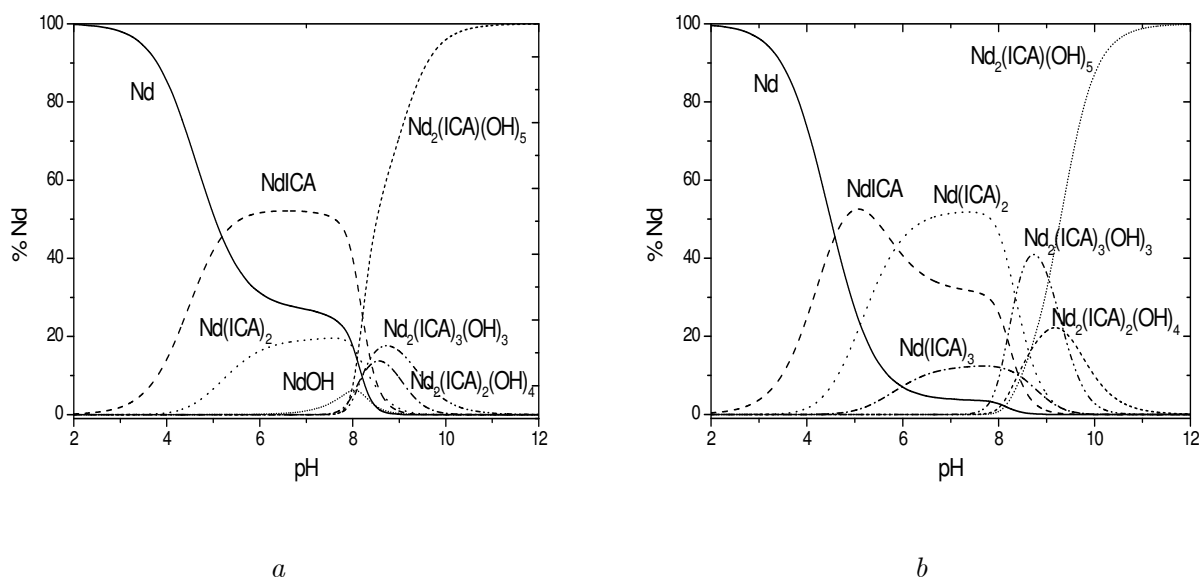 100
80
60
40
20
0
% Nd
2 4 6 8 10 12
pH
Nd
NdICA
Nd(ICA)₂
NdOH
Nd₂(ICA)(OH)₅
Nd₂(ICA)₃(OH)₃
Nd₂(ICA)₂(OH)₄
a
100
80
60
40
20
0
% Nd
2 4 6 8 10 12
pH
Nd
NdICA
Nd(ICA)₂
Nd(ICA)₃
Nd₂(ICA)(OH)₅
Nd₂(ICA)₃(OH)₃
Nd₂(ICA)₂(OH)₄
b